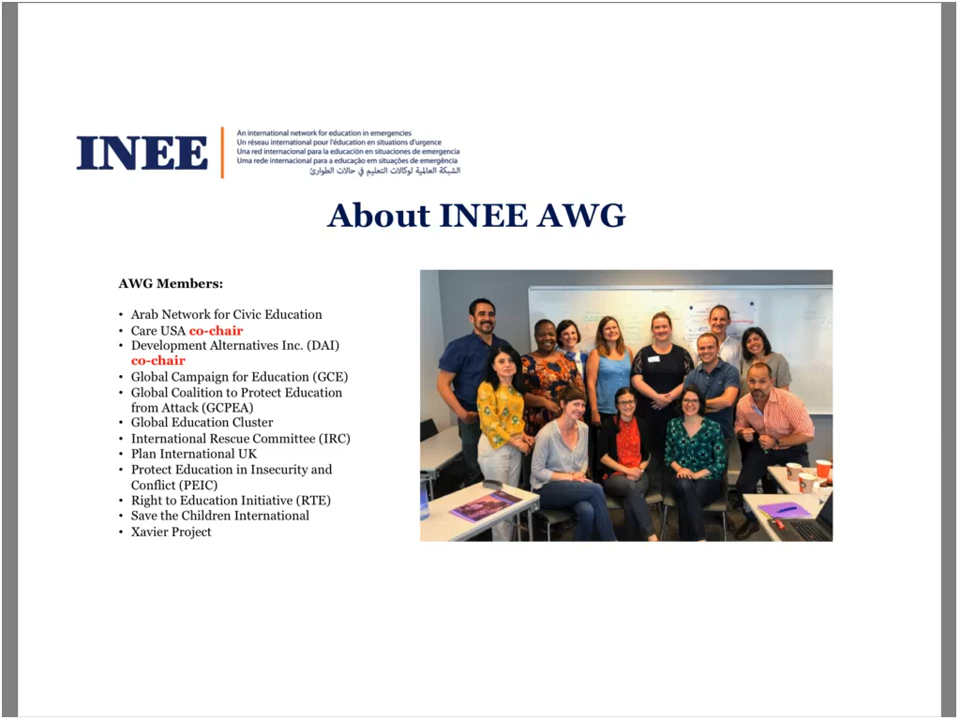 INEE
An international network for education in emergencies
Un réseau international pour l'éducation en situations d'urgence
Una red internacional para la educación en situaciones de emergencia
Uma rede internacional para a educação em situações de emergência
الشبكة العالمية لوكالات التعليم في حالات الطوارئ
About INEE AWG
AWG Members:
• Arab Network for Civic Education
• Care USA co-chair
• Development Alternatives Inc. (DAI)
co-chair
• Global Campaign for Education (GCE)
• Global Coalition to Protect Education
from Attack (GCPEA)
• Global Education Cluster
• International Rescue Committee (IRC)
• Plan International UK
• Protect Education in Insecurity and
Conflict (PEIC)
• Right to Education Initiative (RTE)
• Save the Children International
• Xavier Project